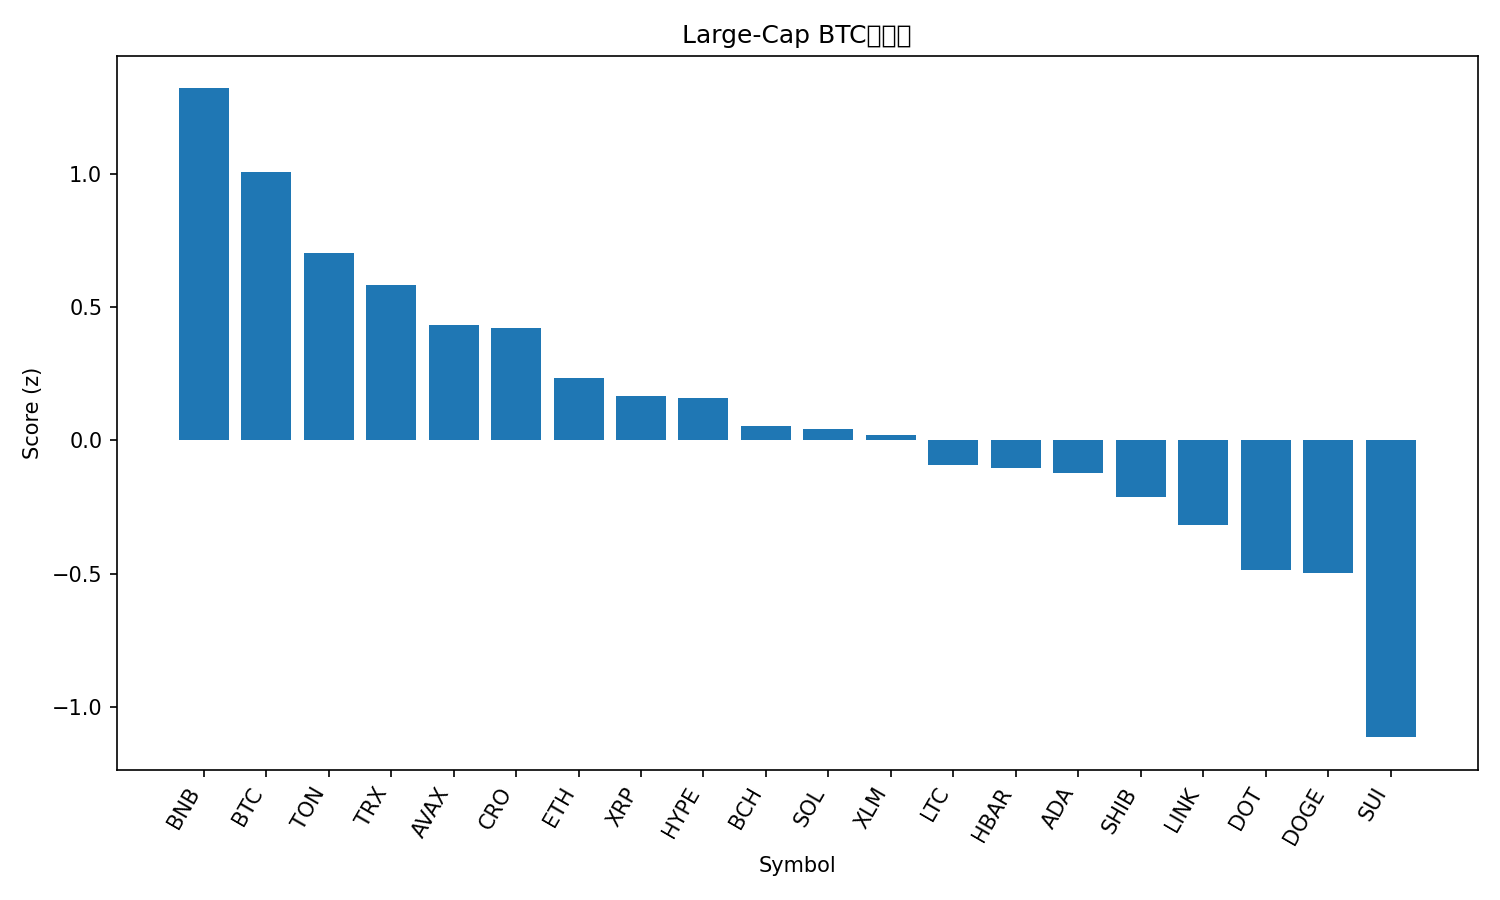 Large-Cap BTC
1.0
0.5
0.0
−0.5
−1.0
Score (z)
BNB
BTC
TON
TRX
AVAX
CRO
ETH
XRP
HYPE
BCH
SOL
XLM
LTC
HBAR
ADA
SHIB
LINK
DOT
DOGE
SUI
Symbol